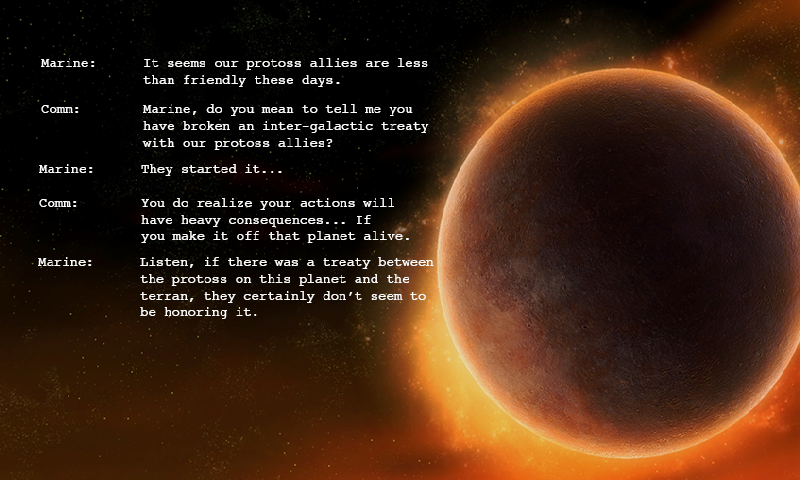 Marine: It seems our protoss allies are less
than friendly these days.
Comm: Marine, do you mean to tell me you
have broken an inter-galactic treaty
with our protoss allies?
Marine: They started it...
Comm: You do realize your actions will
have heavy consequences... If
you make it off that planet alive.
Marine: Listen, if there was a treaty between
the protoss on this planet and the
terran, they certainly don't seem to
be honoring it.